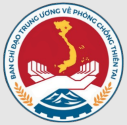 BAN CHỈ ĐẠO TRUNG ƯƠNG VỀ PHÒNG CHỐNG THIÊN TAI